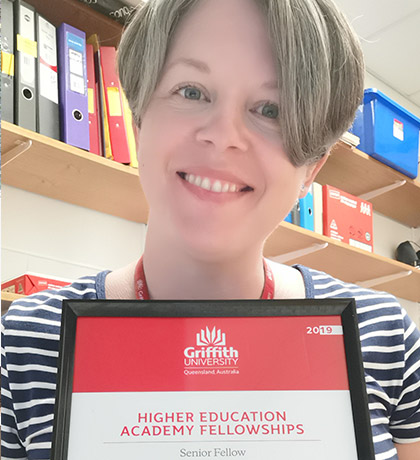 2019
Griffith
UNIVERSITY
Queensland, Australia
HIGHER EDUCATION
ACADEMY FELLOWSHIPS
Senior Fellow